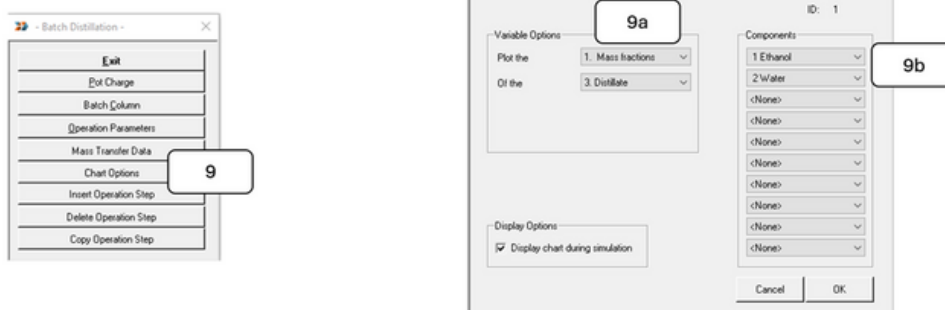 - Batch Distillation -
Exit
Pot Charge
Batch Column
Operation Parameters
Mass Transfer Data
Chart Options
9
Insert Operation Step
Delete Operation Step
Copy Operation Step
ID: 1
9a
Variable Options
Plot the 1. Mass fractions
Of the 3. Distillate
Components
1 Ethanol
9b
2 Water
<None>
<None>
<None>
<None>
<None>
<None>
<None>
<None>
Display Options
Display chart during simulation
Cancel OK